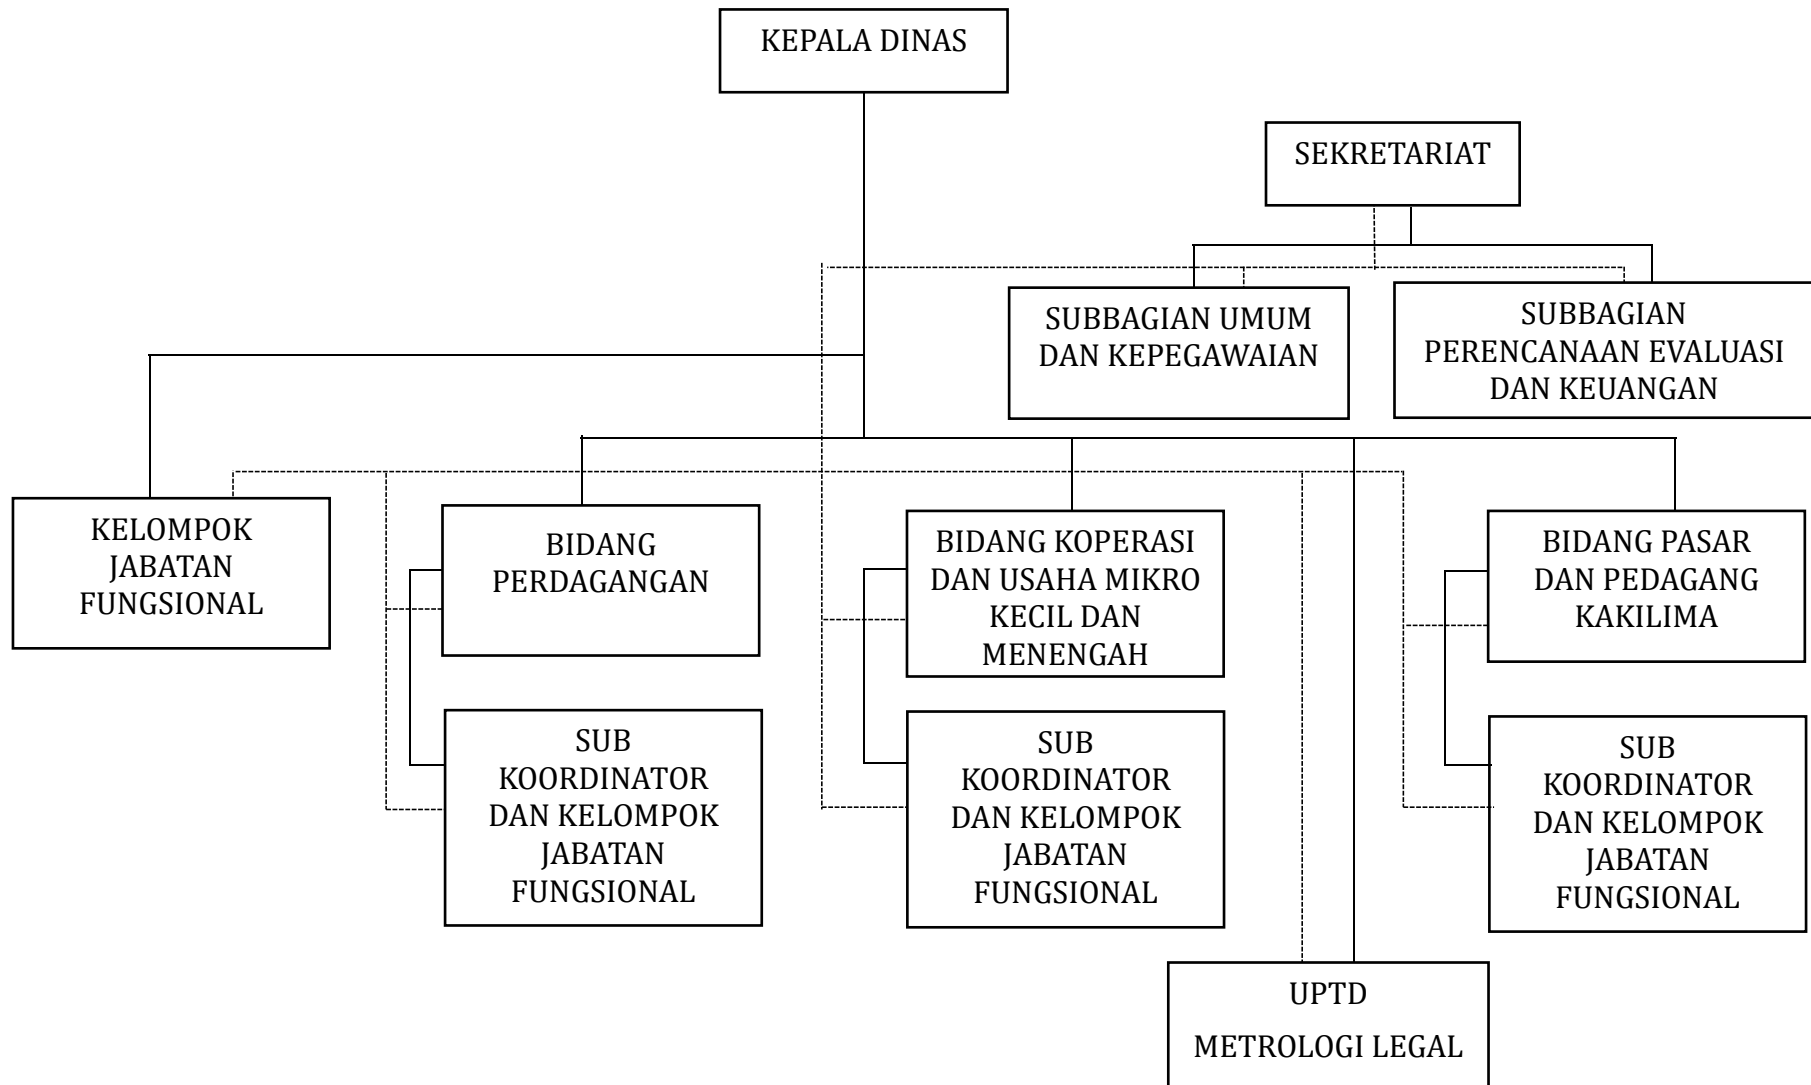 KEPALA DINAS
SEKRETARIAT
SUBBAGIAN UMUM
DAN KEPEGAWAIAN
SUBBAGIAN
PERENCANAAN EVALUASI
DAN KEUANGAN
KELOMPOK
JABATAN
FUNGSIONAL
BIDANG
PERDAGANGAN
BIDANG KOPERASI
DAN USAHA MIKRO
KECIL DAN
MENENGAH
BIDANG PASAR
DAN PEDAGANG
KAKILIMA
SUB
KOORDINATOR
DAN KELOMPOK
JABATAN
FUNGSIONAL
SUB
KOORDINATOR
DAN KELOMPOK
JABATAN
FUNGSIONAL
SUB
KOORDINATOR
DAN KELOMPOK
JABATAN
FUNGSIONAL
UPTD
METROLOGI LEGAL